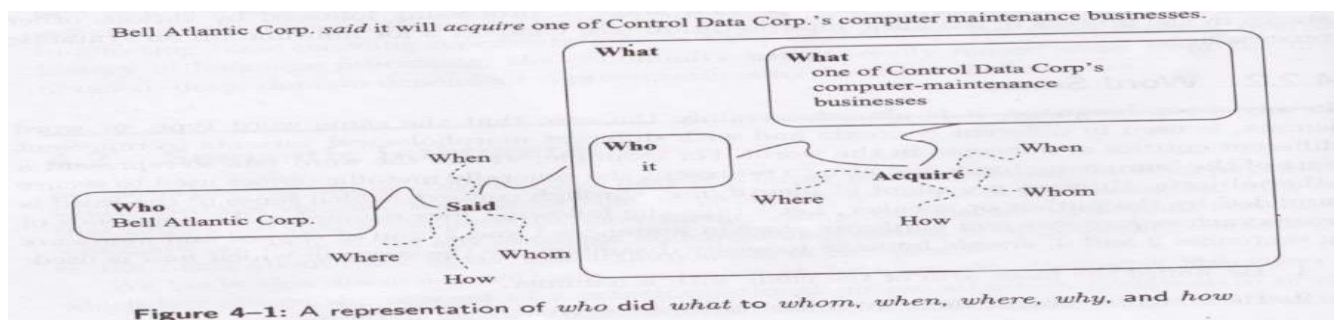 Bell Atlantic Corp. said it will acquire one of Control Data Corp.'s computer maintenance businesses.
What
What
one of Control Data Corp's
computer-maintenance
businesses
When
Who
it
When
Acquire
Where
Whom
How
Who
Bell Atlantic Corp.
Said
Where
Whom
How
Figure 4–1: A representation of who did what to whom, when, where, why, and how